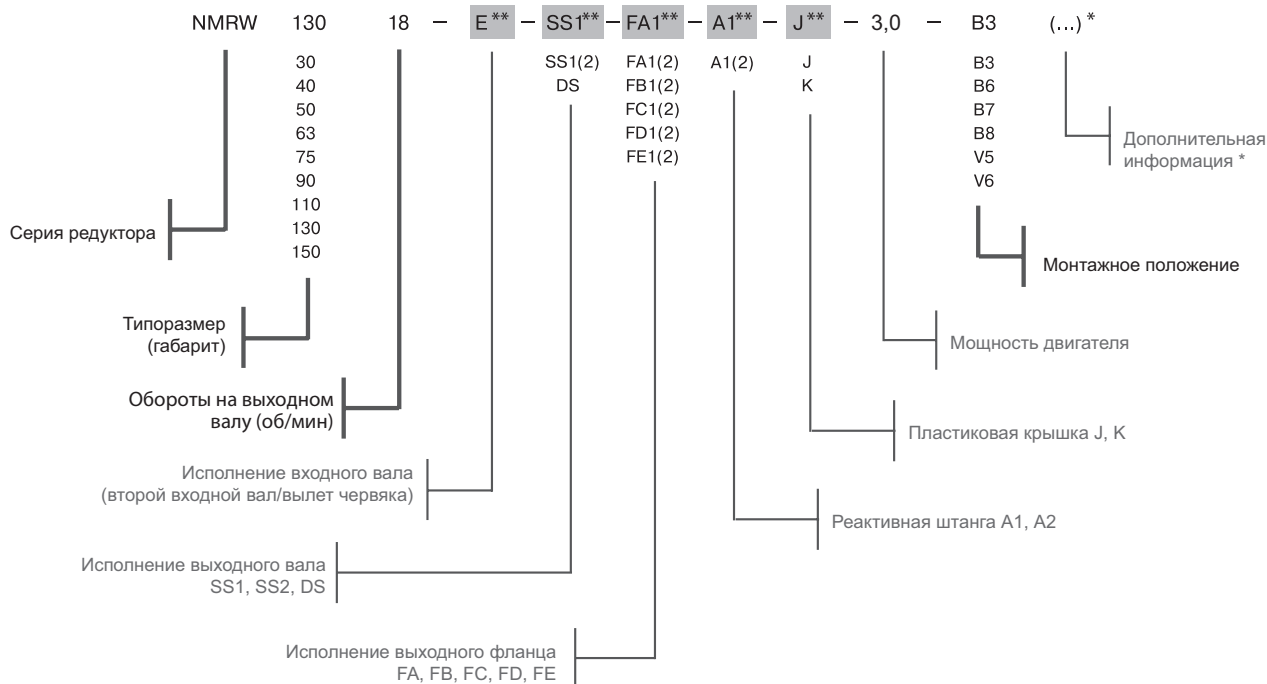 NMRW 130 18 – E** – SS1** – FA1** – A1** – J** – 3,0 – B3 (...)*
30 SS1(2) FA1(2) A1(2) J B3
40 DS FB1(2) K B6
50 FC1(2) B7
63 FD1(2) B8
75 FE1(2) V5
90 V6
110
130
150
Дополнительная
информация *
Серия редуктора
Монтажное положение
Типоразмер
(габарит)
Мощность двигателя
Обороты на выходном
валу (об/мин)
Пластиковая крышка J, K
Исполнение входного вала
(второй входной вал/вылет червяка)
Реактивная штанга А1, А2
Исполнение выходного вала
SS1, SS2, DS
Исполнение выходного фланца
FA, FB, FC, FD, FE